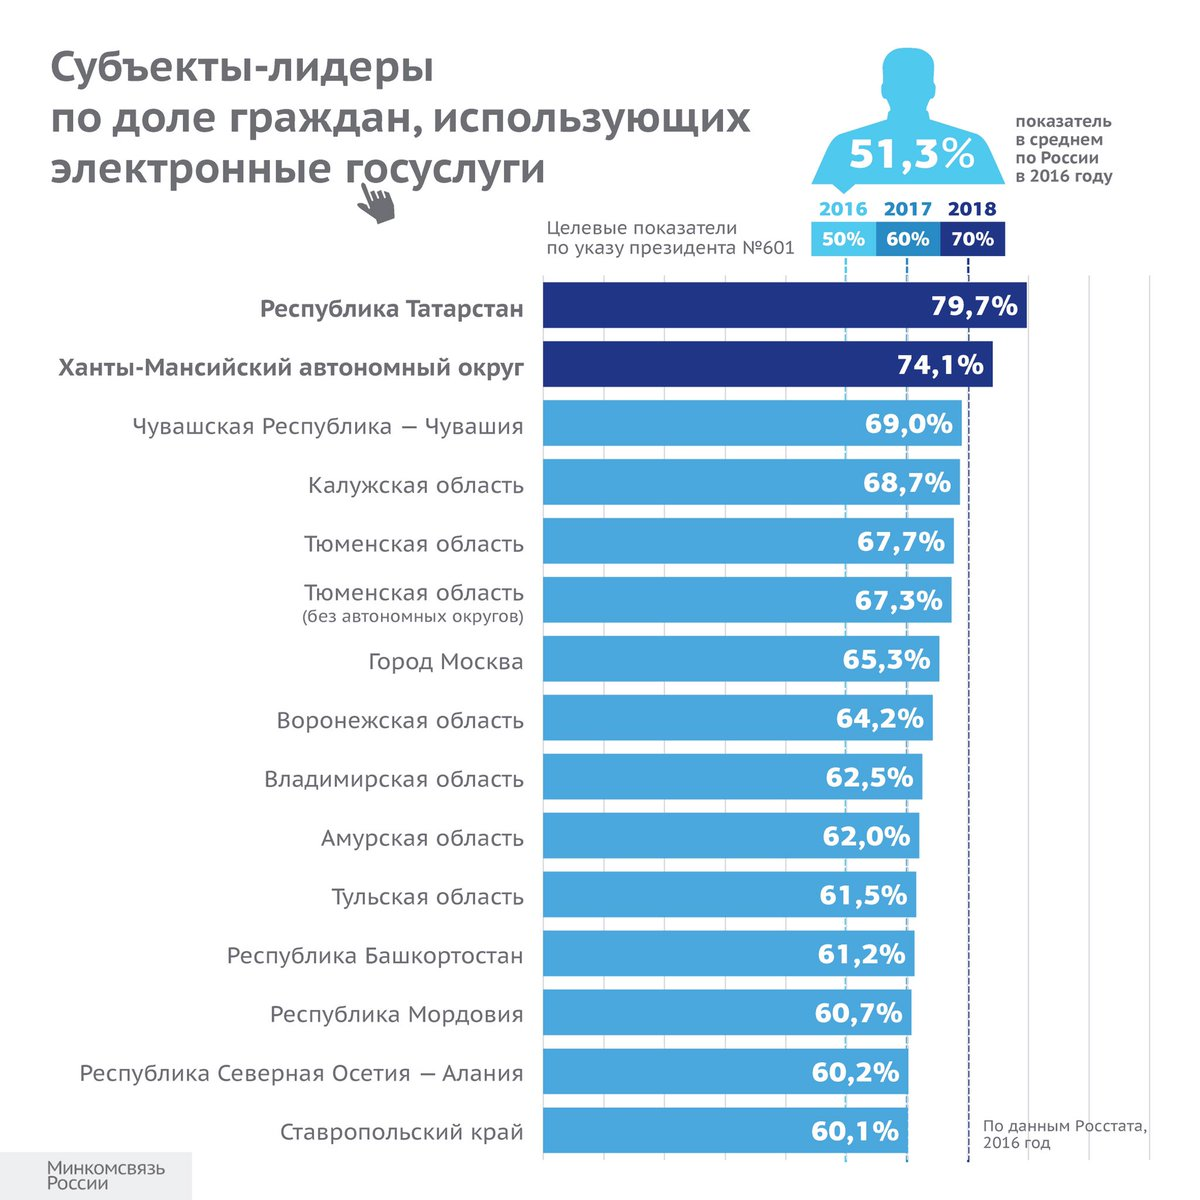 Субъекты-лидеры
по доле граждан, использующих
электронные госуслуги
51,3%
показатель
в среднем
по России
в 2016 году
2016 2017 2018
Целевые показатели
по указу президента №601
50% 60% 70%
Республика Татарстан 79,7%
Ханты-Мансийский автономный округ 74,1%
Чувашская Республика — Чувашия 69,0%
Калужская область 68,7%
Тюменская область 67,7%
Тюменская область
(без автономных округов) 67,3%
Город Москва 65,3%
Воронежская область 64,2%
Владимирская область 62,5%
Амурская область 62,0%
Тульская область 61,5%
Республика Башкортостан 61,2%
Республика Мордовия 60,7%
Республика Северная Осетия — Алания 60,2%
Ставропольский край 60,1%
По данным Росстата,
2016 год
Минкомсвязь
России